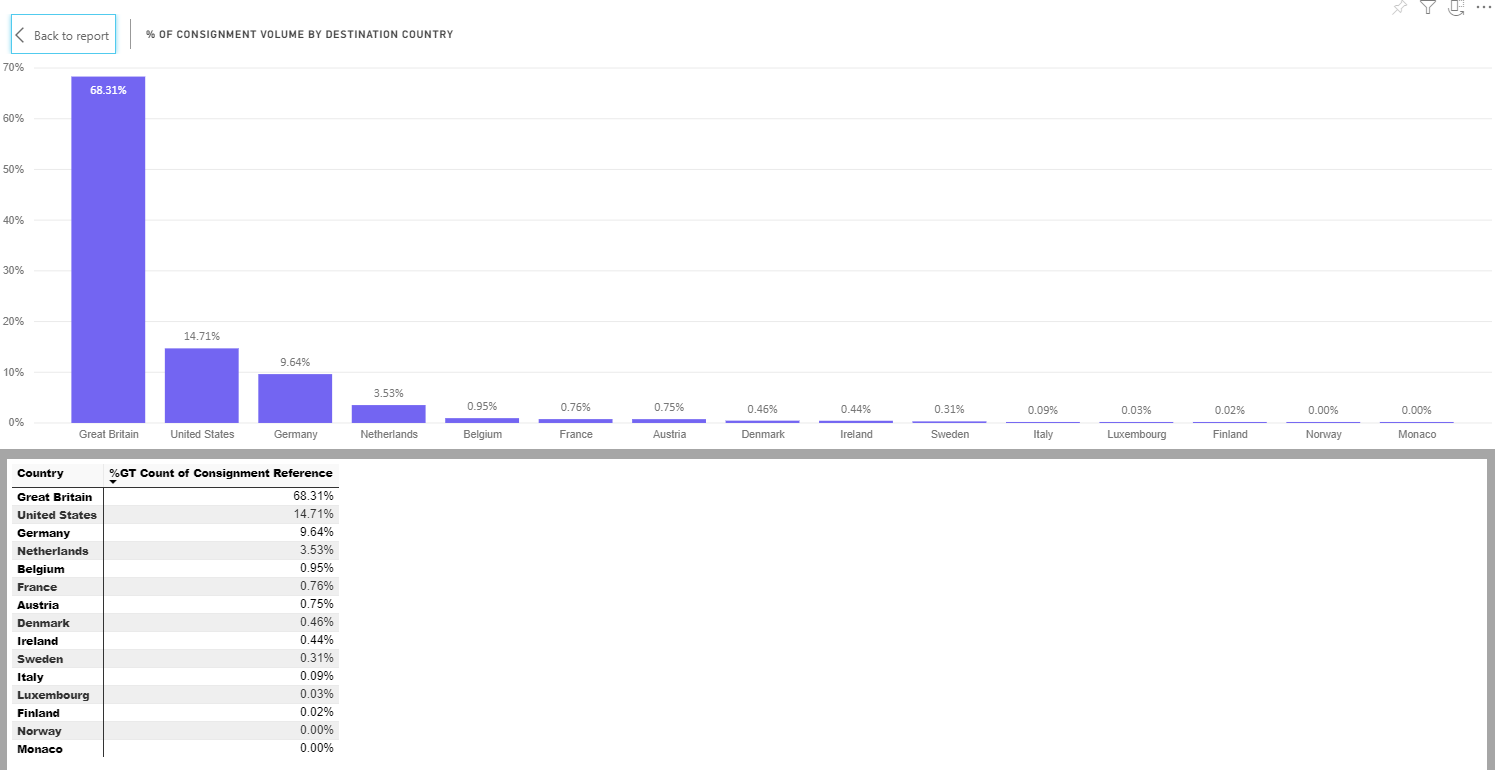 Back to report
% OF CONSIGNMENT VOLUME BY DESTINATION COUNTRY
70%
60%
50%
40%
30%
20%
10%
0%
68.31%
14.71%
9.64%
3.53%
0.95%
0.76%
0.75%
0.46%
0.44%
0.31%
0.09%
0.03%
0.02%
0.00%
0.00%
Great Britain
United States
Germany
Netherlands
Belgium
France
Austria
Denmark
Ireland
Sweden
Italy
Luxembourg
Finland
Norway
Monaco
Country %GT Count of Consignment Reference
Great Britain 68.31%
United States 14.71%
Germany 9.64%
Netherlands 3.53%
Belgium 0.95%
France 0.76%
Austria 0.75%
Denmark 0.46%
Ireland 0.44%
Sweden 0.31%
Italy 0.09%
Luxembourg 0.03%
Finland 0.02%
Norway 0.00%
Monaco 0.00%